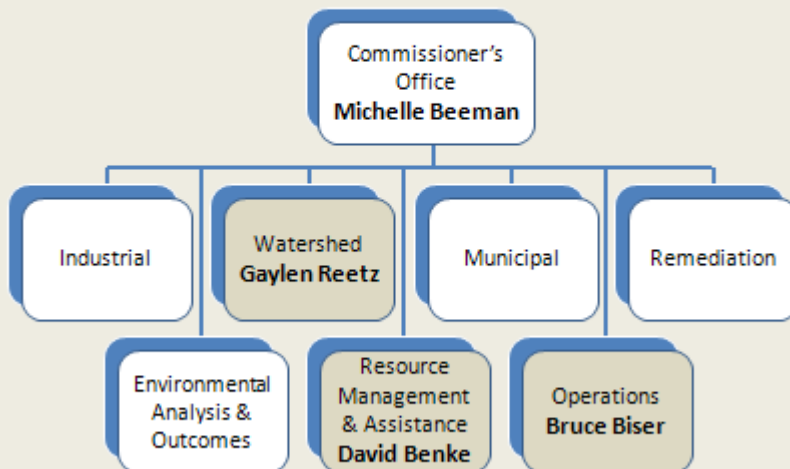 Commissioner's
Office
Michelle Beeman
Industrial
Watershed
Gaylen Reetz
Municipal
Remediation
Environmental
Analysis &
Outcomes
Resource
Management
& Assistance
David Benke
Operations
Bruce Biser